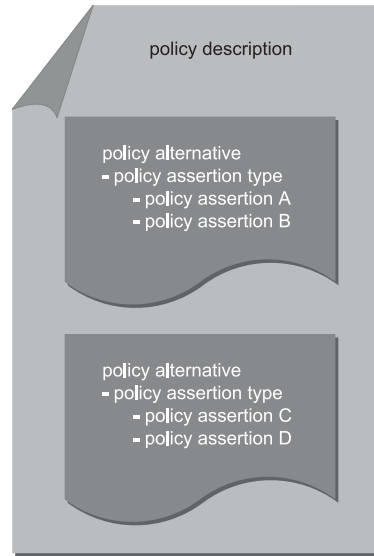 policy description
policy alternative
- policy assertion type
- policy assertion A
- policy assertion B
policy alternative
- policy assertion type
- policy assertion C
- policy assertion D